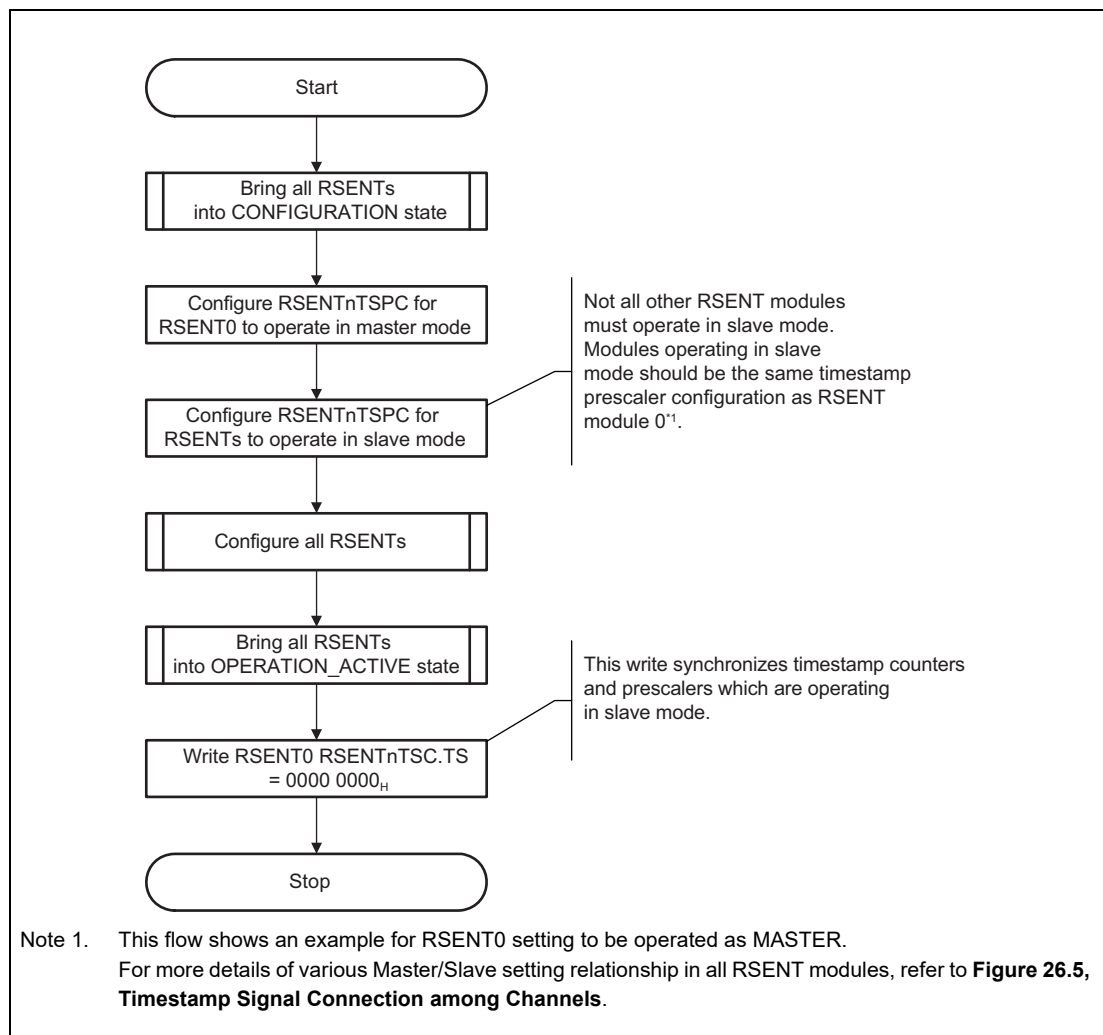 Start
Bring all RSENTs
into CONFIGURATION state
Configure RSENTnTSPC for
RSENT0 to operate in master mode
Not all other RSENT modules
must operate in slave mode.
Modules operating in slave
mode should be the same timestamp
prescaler configuration as RSENT
module 0*1.
Configure RSENTnTSPC for
RSENTs to operate in slave mode
Configure all RSENTs
Bring all RSENTs
into OPERATION_ACTIVE state
This write synchronizes timestamp counters
and prescalers which are operating
in slave mode.
Write RSENT0 RSENTnTSC.TS
= 0000 0000H
Stop
Note 1. This flow shows an example for RSENT0 setting to be operated as MASTER.
For more details of various Master/Slave setting relationship in all RSENT modules, refer to Figure 26.5,
Timestamp Signal Connection among Channels.